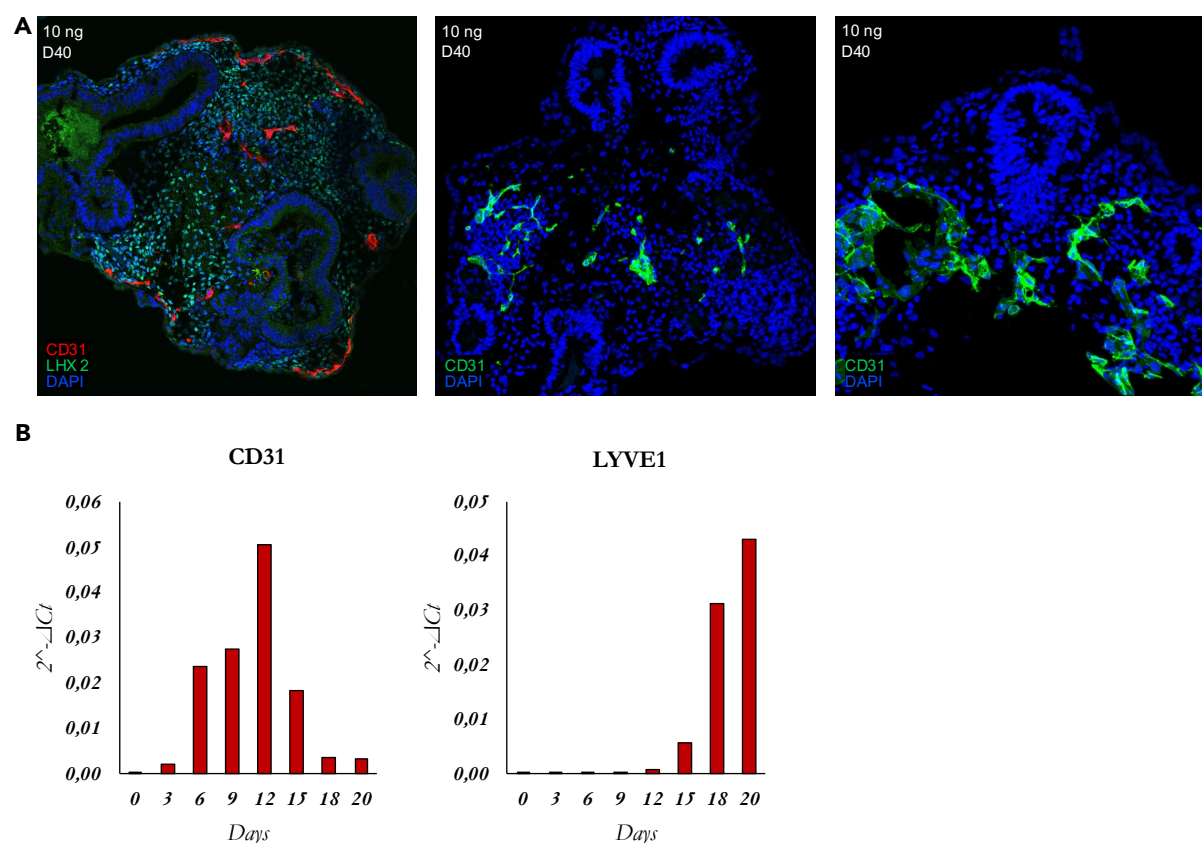 A
10 ng
D40
CD31
LHX 2
DAPI
10 ng
D40
CD31
DAPI
10 ng
D40
CD31
DAPI
B
CD31
0,06
0,05
0,04
0,03
0,02
0,01
0,00
2^-ΔCt
0 3 6 9 12 15 18 20
Days
LYVE1
0,05
0,04
0,03
0,02
0,01
0,00
2^-ΔCt
0 3 6 9 12 15 18 20
Days